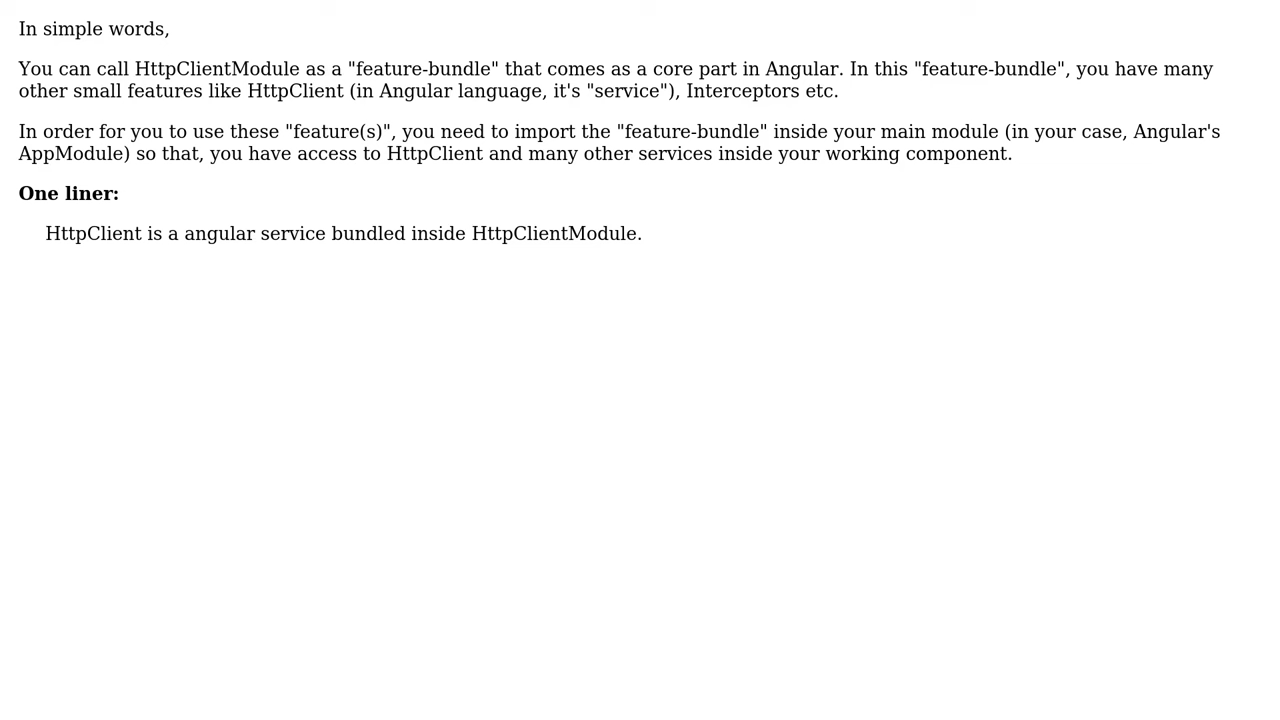 In simple words,
You can call HttpClientModule as a "feature-bundle" that comes as a core part in Angular. In this "feature-bundle", you have many
other small features like HttpClient (in Angular language, it's "service"), Interceptors etc.
In order for you to use these "feature(s)", you need to import the "feature-bundle" inside your main module (in your case, Angular's
AppModule) so that, you have access to HttpClient and many other services inside your working component.
One liner:
HttpClient is a angular service bundled inside HttpClientModule.